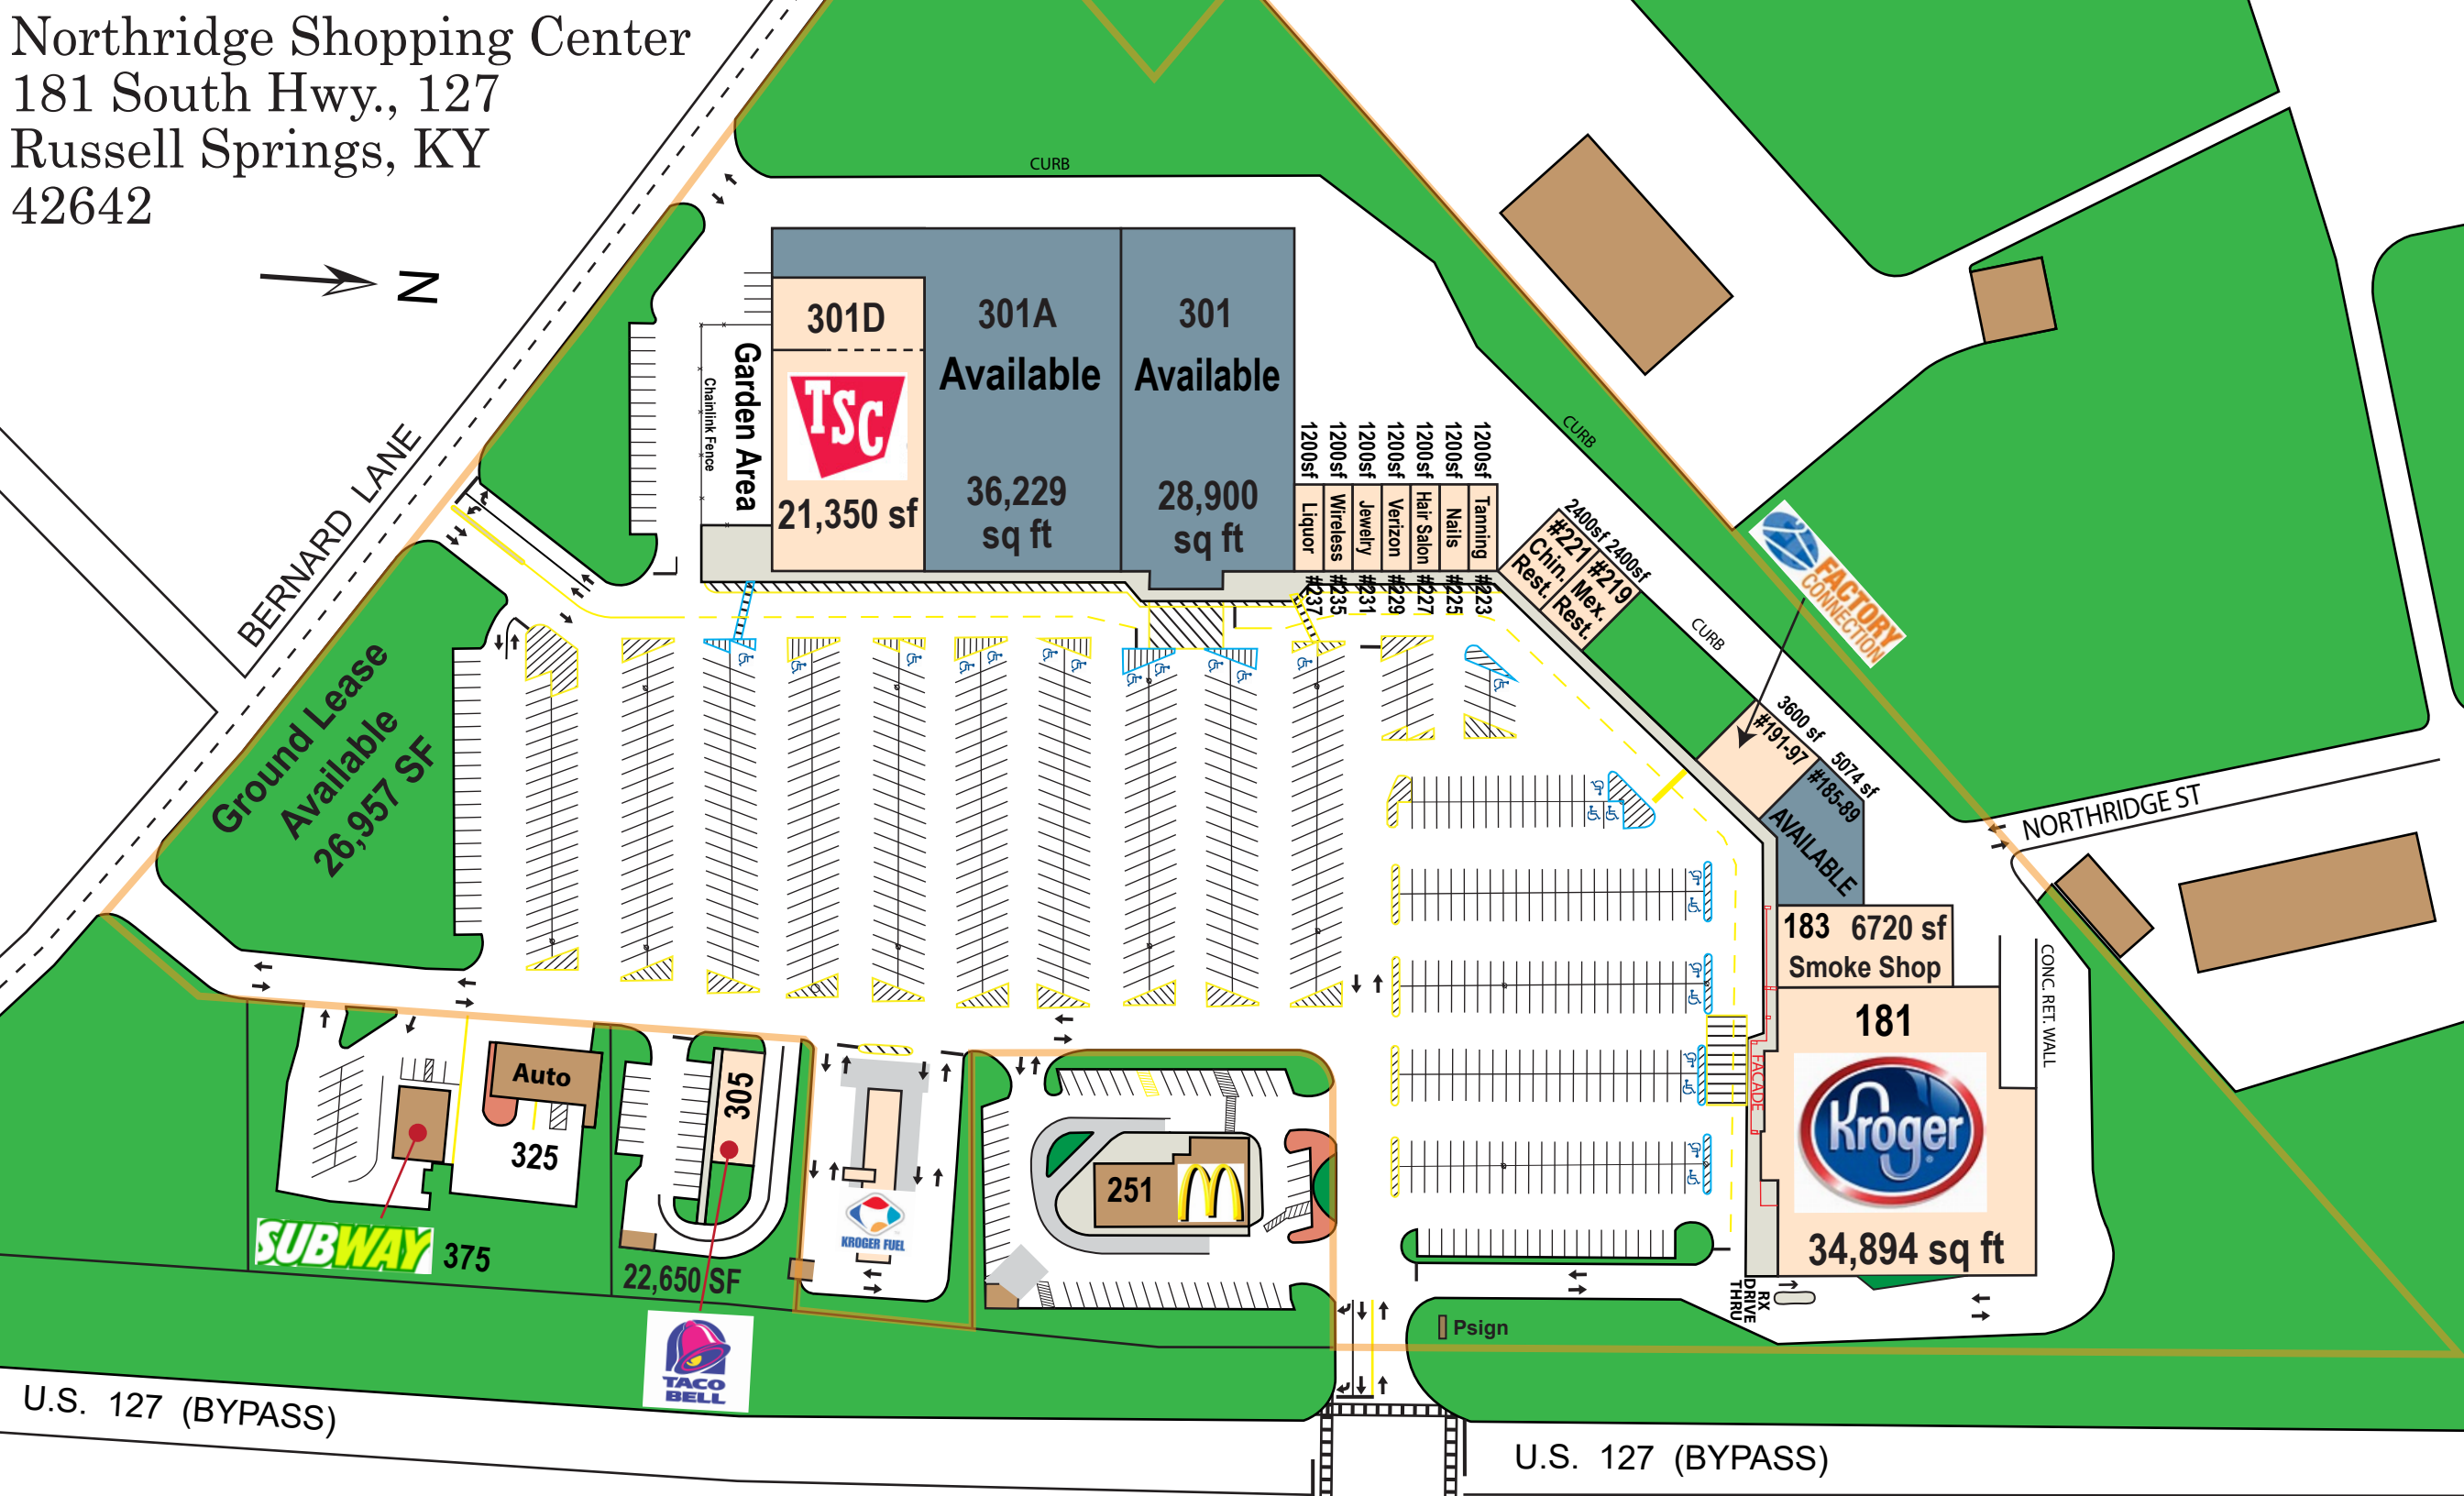 Northridge Shopping Center
181 South Hwy., 127
Russell Springs, KY
42642
N
CURB
BERNARD LANE
Garden Area
Chainlink Fence
301D
TSC
21,350 sf
301A
Available
36,229
sq ft
301
Available
28,900
sq ft
1200sf
1200sf
1200sf
1200sf
1200sf
1200sf
1200sf
Liquor
Wireless
Jewelry
Verizon
Hair Salon
Nails
Tanning
#237
#235
#231
#229
#227
#225
#223
CURB
2400sf 2400sf
#221
Chin.
Rest.
#219
Mex.
Rest.
CURB
FACTORY
CONNECTION
3600 sf
#191-97
5074 sf
#185-89
AVAILABLE
NORTHRIDGE ST
Ground Lease
Available
26,957 SF
183 6720 sf
Smoke Shop
CONC. RET. WALL
181
Kroger
34,894 sq ft
FACADE
RX
DRIVE
THRU
Auto
325
305
SUBWAY 375
22,650 SF
TACO
BELL
KROGER FUEL
251
Psign
U.S. 127 (BYPASS)
U.S. 127 (BYPASS)